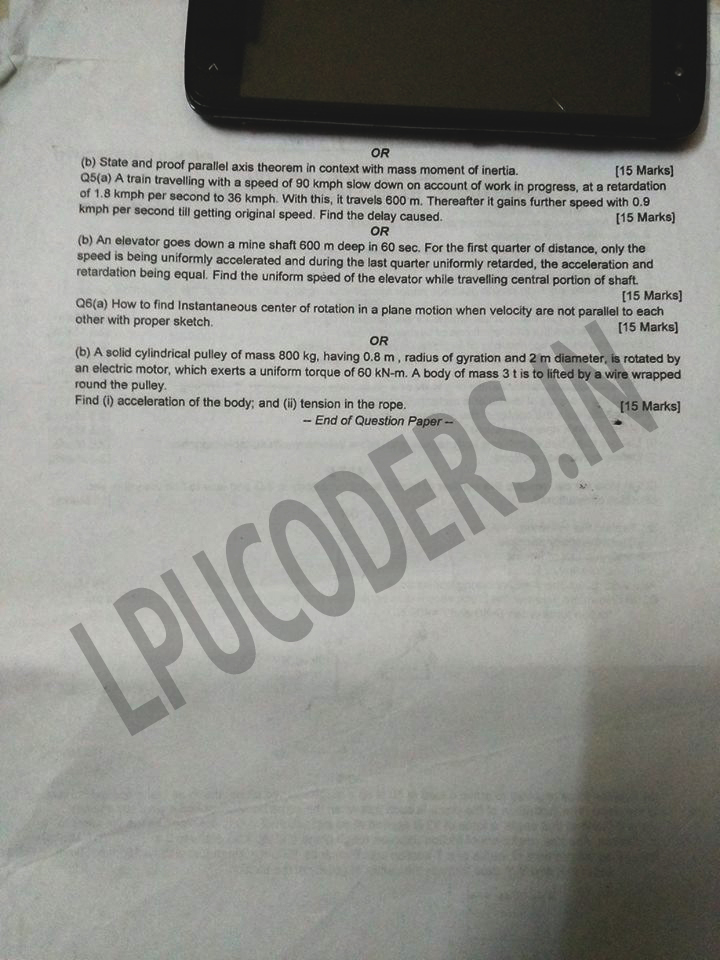 OR
(b) State and proof parallel axis theorem in context with mass moment of inertia. [15 Marks]
Q5(a) A train travelling with a speed of 90 kmph slow down on account of work in progress, at a retardation
of 1.8 kmph per second to 36 kmph. With this, it travels 600 m. Thereafter it gains further speed with 0.9
kmph per second till getting original speed. Find the delay caused. [15 Marks]
OR
(b) An elevator goes down a mine shaft 600 m deep in 60 sec. For the first quarter of distance, only the
speed is being uniformly accelerated and during the last quarter uniformly retarded, the acceleration and
retardation being equal. Find the uniform speed of the elevator while travelling central portion of shaft.
[15 Marks]
Q6(a) How to find Instantaneous center of rotation in a plane motion when velocity are not parallel to each
other with proper sketch. [15 Marks]
OR
(b) A solid cylindrical pulley of mass 800 kg, having 0.8 m , radius of gyration and 2 m diameter, is rotated by
an electric motor, which exerts a uniform torque of 60 kN-m. A body of mass 3 t is to lifted by a wire wrapped
round the pulley.
Find (i) acceleration of the body; and (ii) tension in the rope. [15 Marks]
-- End of Question Paper --
LPUCODERS.IN